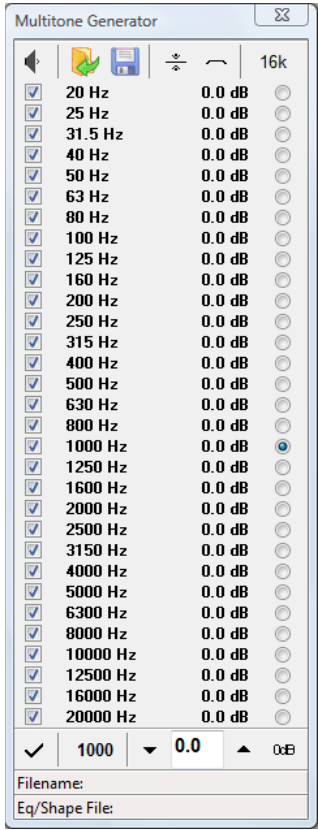 Multitone Generator
16k
20 Hz 0.0 dB
25 Hz 0.0 dB
31.5 Hz 0.0 dB
40 Hz 0.0 dB
50 Hz 0.0 dB
63 Hz 0.0 dB
80 Hz 0.0 dB
100 Hz 0.0 dB
125 Hz 0.0 dB
160 Hz 0.0 dB
200 Hz 0.0 dB
250 Hz 0.0 dB
315 Hz 0.0 dB
400 Hz 0.0 dB
500 Hz 0.0 dB
630 Hz 0.0 dB
800 Hz 0.0 dB
1000 Hz 0.0 dB
1250 Hz 0.0 dB
1600 Hz 0.0 dB
2000 Hz 0.0 dB
2500 Hz 0.0 dB
3150 Hz 0.0 dB
4000 Hz 0.0 dB
5000 Hz 0.0 dB
6300 Hz 0.0 dB
8000 Hz 0.0 dB
10000 Hz 0.0 dB
12500 Hz 0.0 dB
16000 Hz 0.0 dB
20000 Hz 0.0 dB
1000 0.0 0dB
Filename:
Eq/Shape File: